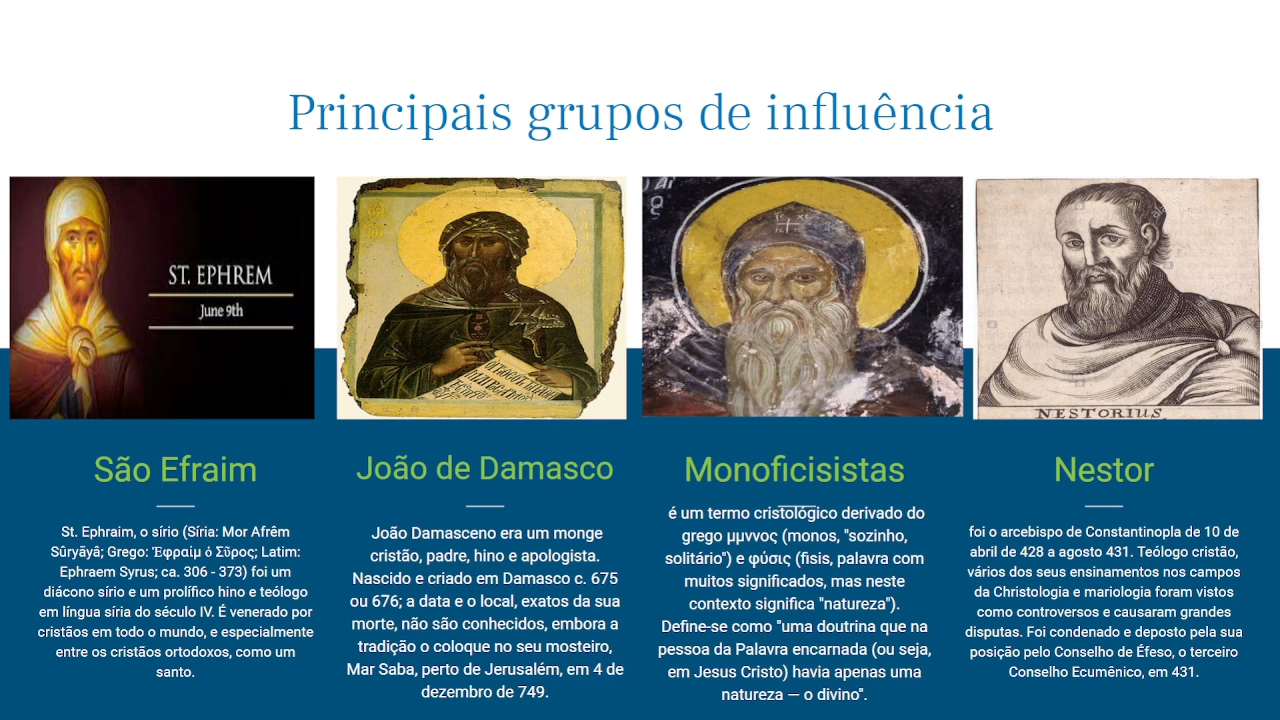 Principais grupos de influência
ST. EPHREM
June 9th
NESTORIUS
São Efraim
St. Ephraim, o sírio (Síria: Mor Afrêm
Sûryāyâ; Grego: Ἐφραίμ ὁ Σῦρος; Latim:
Ephraem Syrus; ca. 306 - 373) foi um
diácono sírio e um prolífico hino e teólogo
em língua síria do século IV. É venerado por
cristãos em todo o mundo, e especialmente
entre os cristãos ortodoxos, como um
santo.
João de Damasco
João Damasceno era um monge
cristão, padre, hino e apologista.
Nascido e criado em Damasco c. 675
ou 676; a data e o local, exatos da sua
morte, não são conhecidos, embora a
tradição o coloque no seu mosteiro,
Mar Saba, perto de Jerusalém, em 4 de
dezembro de 749.
Monoficisistas
é um termo cristológico derivado do
grego μμννος (monos, "sozinho,
solitário") e φύσις (fisis, palavra com
muitos significados, mas neste
contexto significa "natureza").
Define-se como "uma doutrina que na
pessoa da Palavra encarnada (ou seja,
em Jesus Cristo) havia apenas uma
natureza — o divino".
Nestor
foi o arcebispo de Constantinopla de 10 de
abril de 428 a agosto 431. Teólogo cristão,
vários dos seus ensinamentos nos campos
da Christologia e mariologia foram vistos
como controversos e causaram grandes
disputas. Foi condenado e deposto pela sua
posição pelo Conselho de Éfeso, o terceiro
Conselho Ecumênico, em 431.